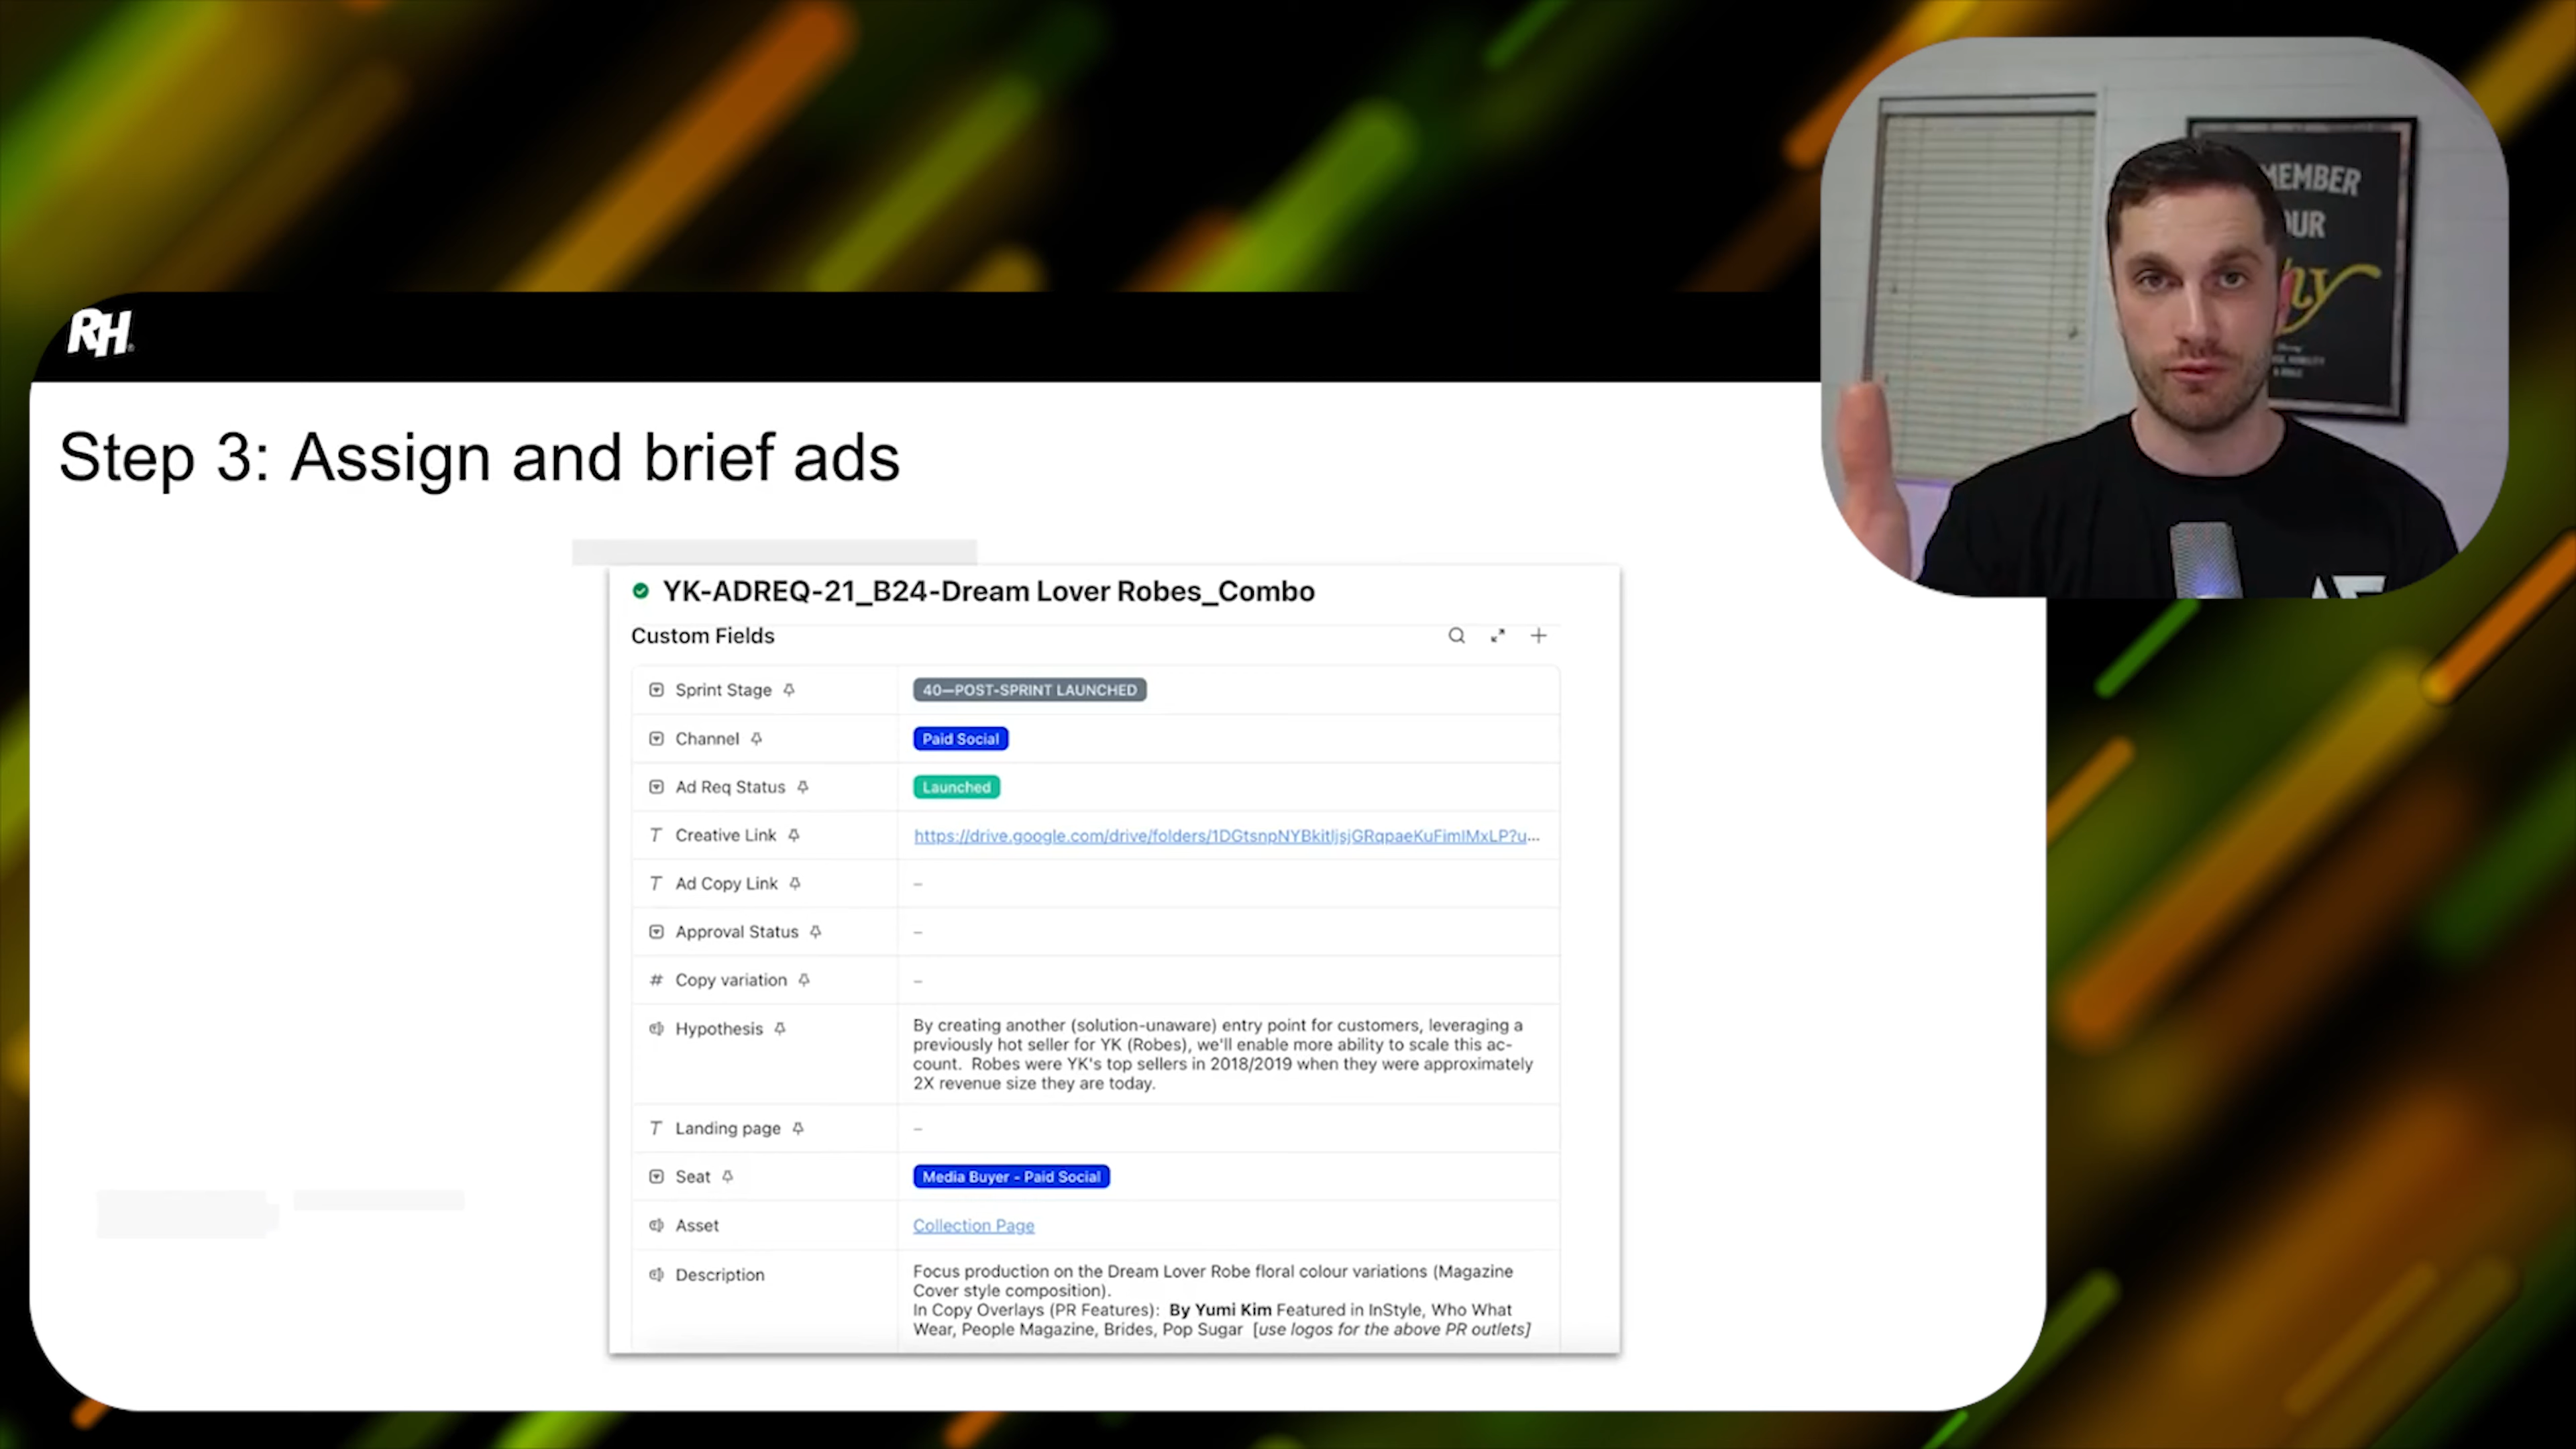 RH
MEMBER
OUR
hy
Step 3: Assign and brief ads
YK-ADREQ-21_B24-Dream Lover Robes_Combo
Custom Fields
Sprint Stage
40—POST-SPRINT LAUNCHED
Channel
Paid Social
Ad Req Status
Launched
Creative Link
https://drive.google.com/drive/folders/1DGtsnpNYBkitljsjGRqpaeKuFimIMxLP?u...
Ad Copy Link
–
Approval Status
–
# Copy variation
–
Hypothesis
By creating another (solution-unaware) entry point for customers, leveraging a
previously hot seller for YK (Robes), we'll enable more ability to scale this ac-
count. Robes were YK's top sellers in 2018/2019 when they were approximately
2X revenue size they are today.
Landing page
–
Seat
Media Buyer - Paid Social
Asset
Collection Page
Description
Focus production on the Dream Lover Robe floral colour variations (Magazine
Cover style composition).
In Copy Overlays (PR Features): By Yumi Kim Featured in InStyle, Who What
Wear, People Magazine, Brides, Pop Sugar [use logos for the above PR outlets]